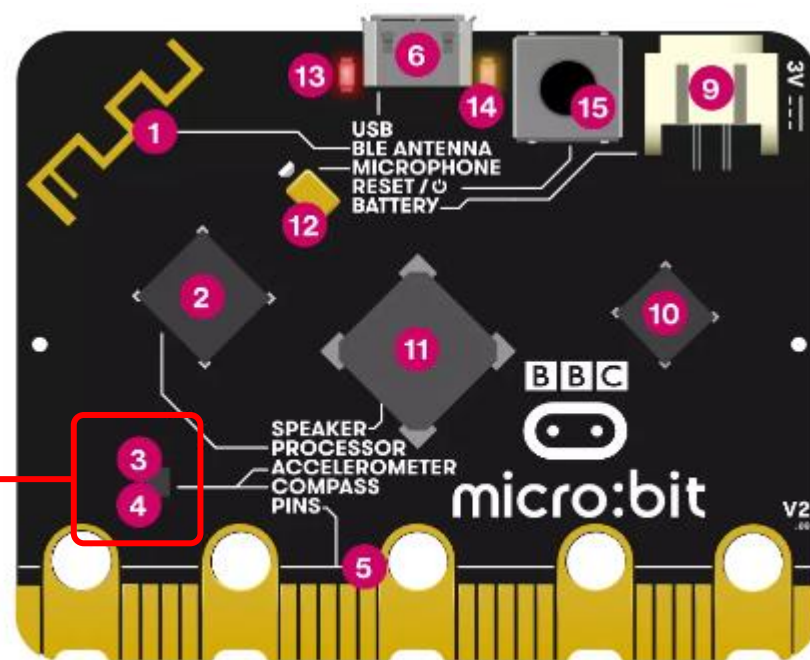 6
13
14
15
9
3V
1
USB
BLE ANTENNA
MICROPHONE
RESET / ⏻
BATTERY
12
2
10
11
BBC
SPEAKER
PROCESSOR
ACCELEROMETER
COMPASS
PINS
3
4
micro:bit
V2
.00
5